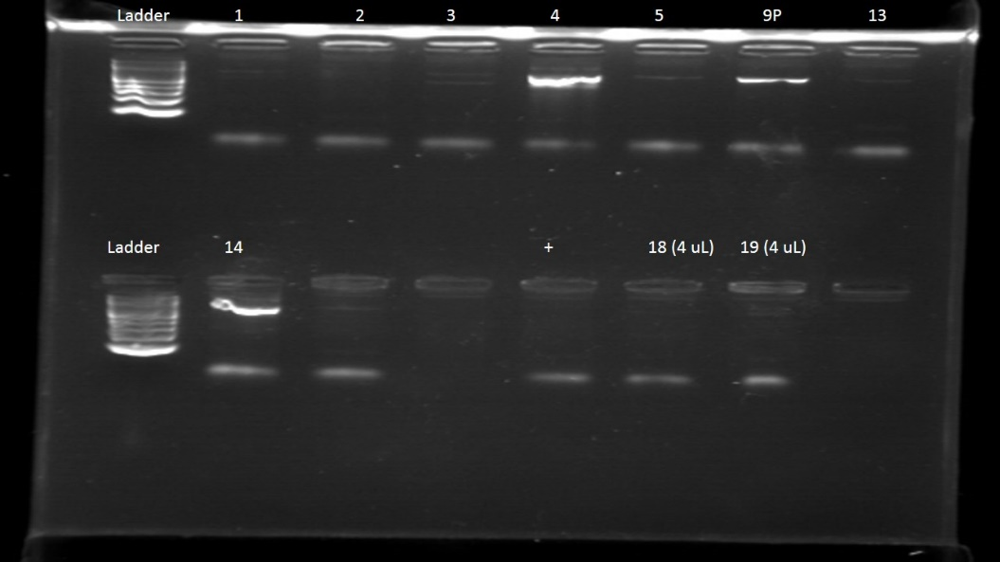 Ladder 1 2 3 4 5 9P 13
Ladder 14 + 18 (4 uL) 19 (4 uL)